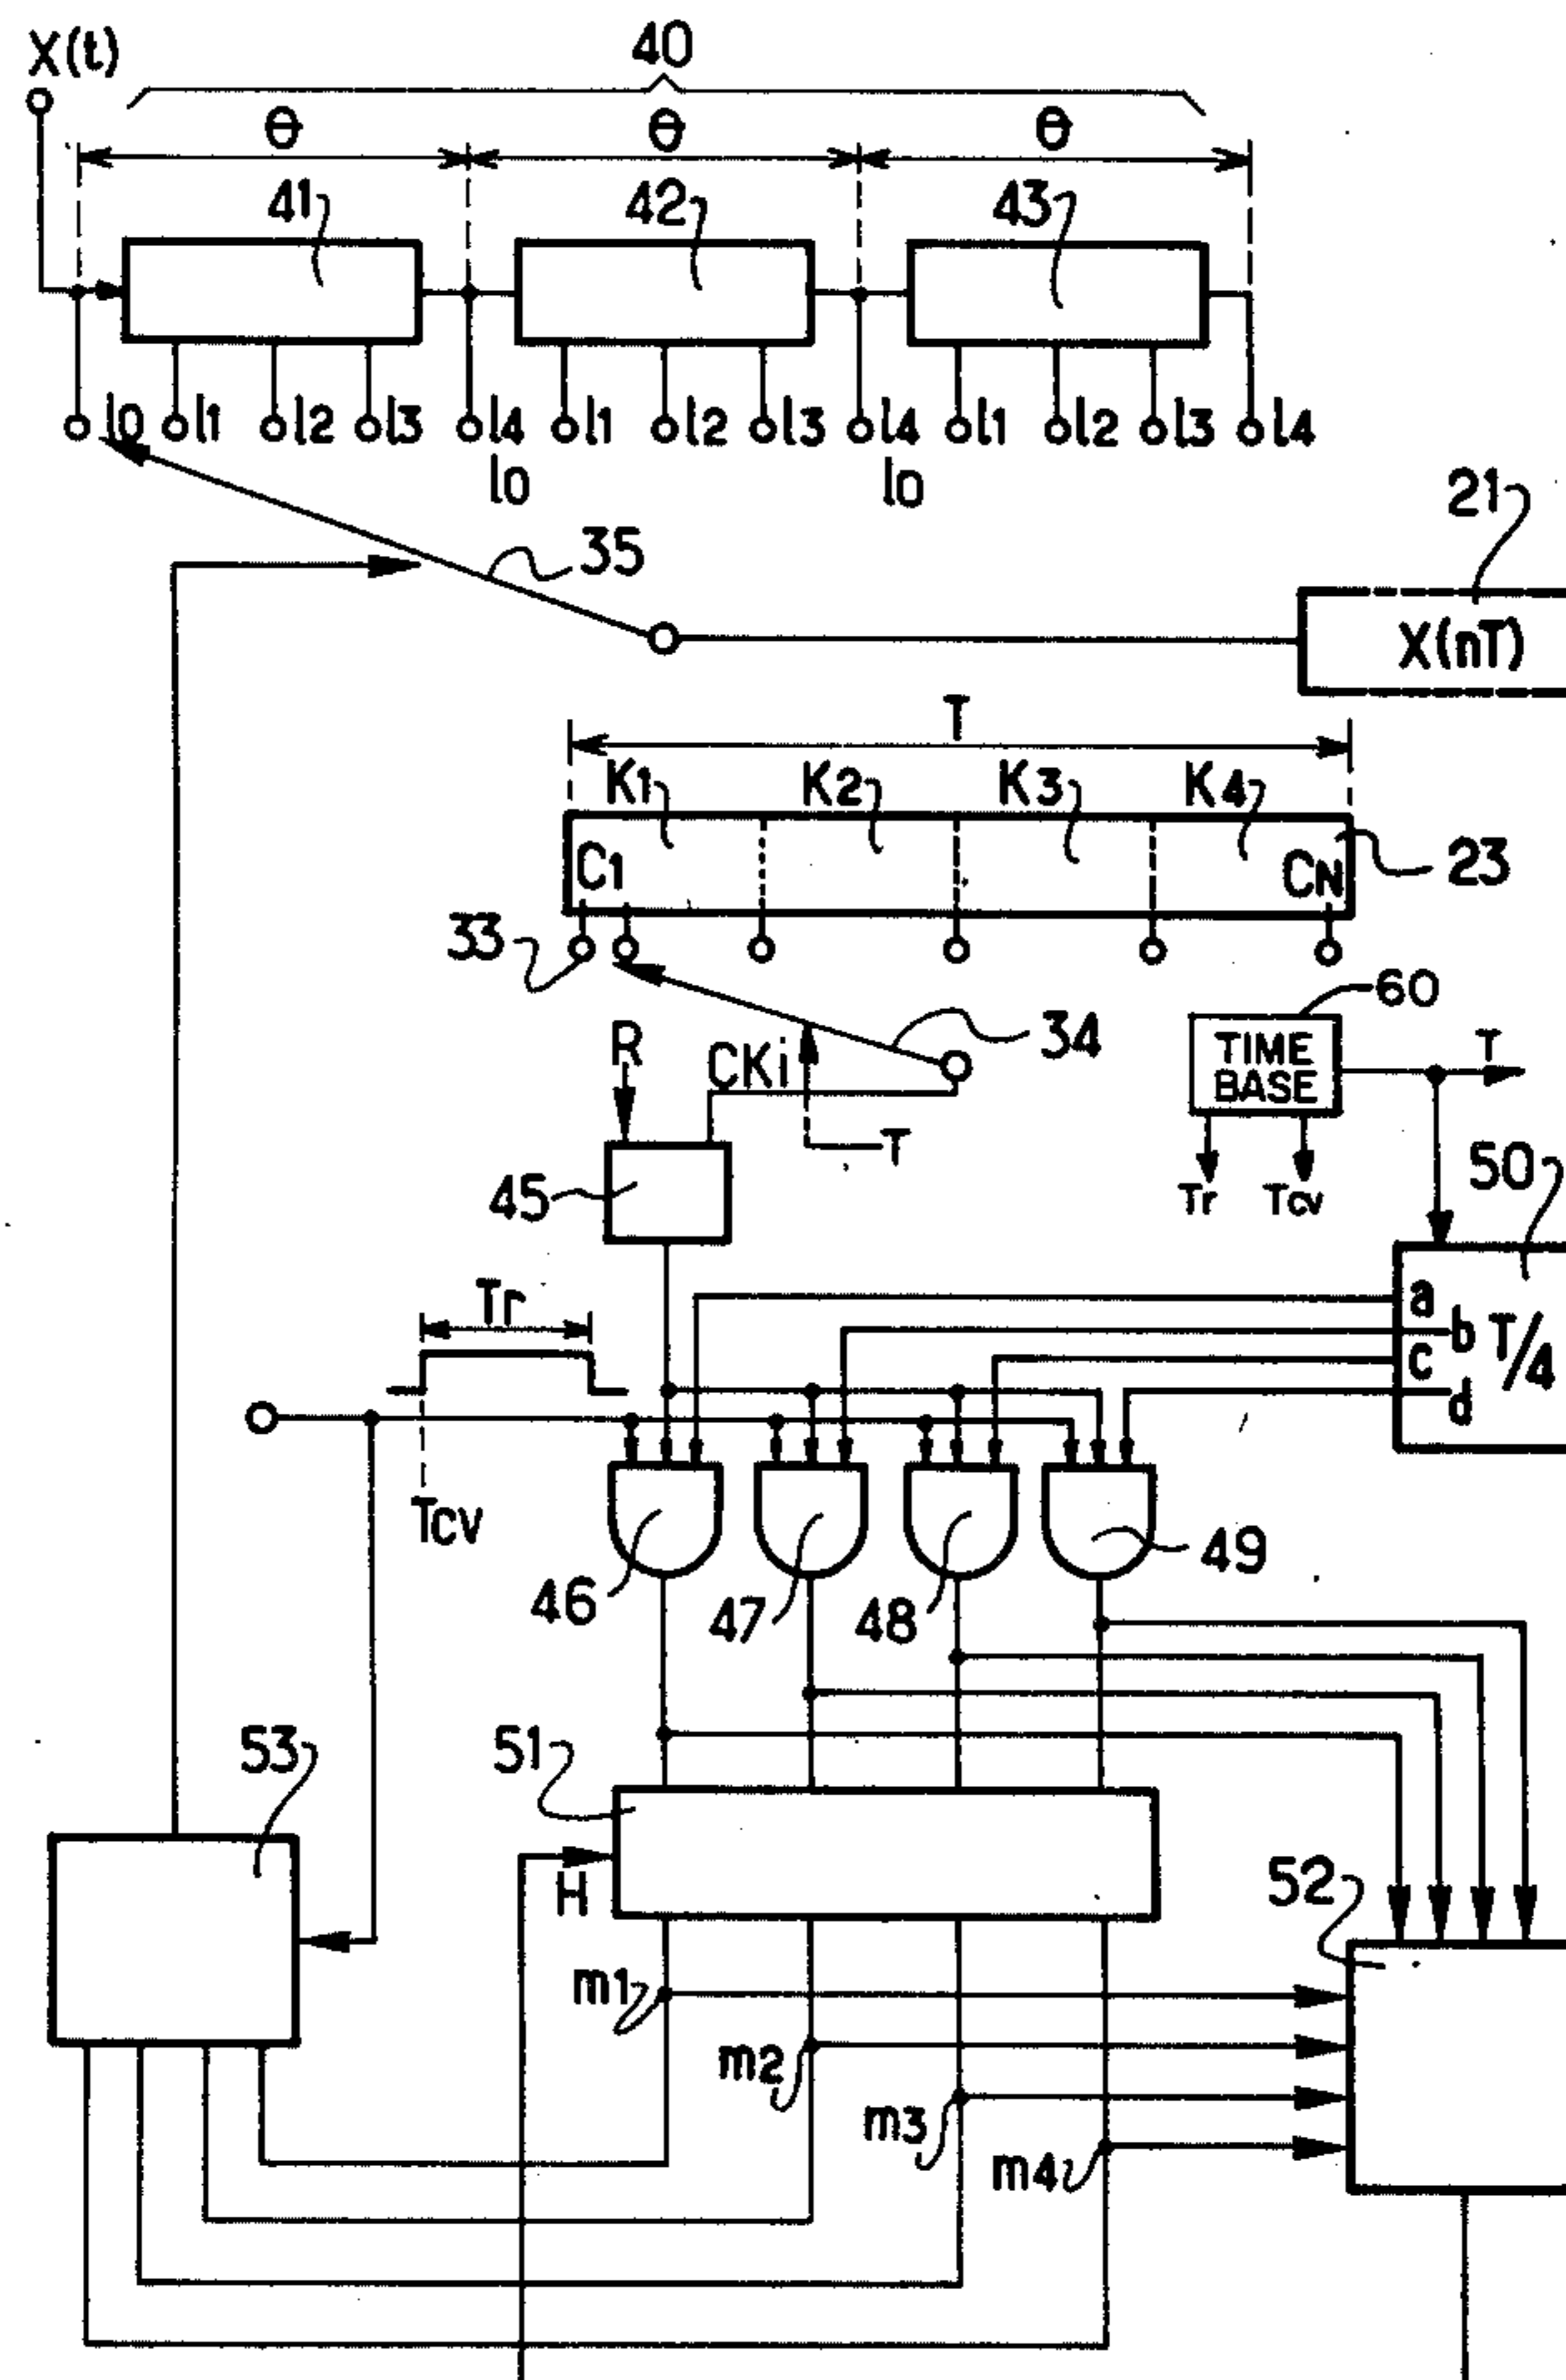 X(t)
40
θ θ θ
41 42 43
l0 l1 l2 l3 l4 l1 l2 l3 l4 l1 l2 l3 l4
l0 l0
35
21
X(nT)
T
K1 K2 K3 K4
C1 CN
23
33
34
60
R
CKi
TIME
BASE
T
T
45
Tr Tcv
50
Tr
a
b
c
d
T/4
Tcv
46 47 48 49
53
51
52
H
m1
m2
m3
m4